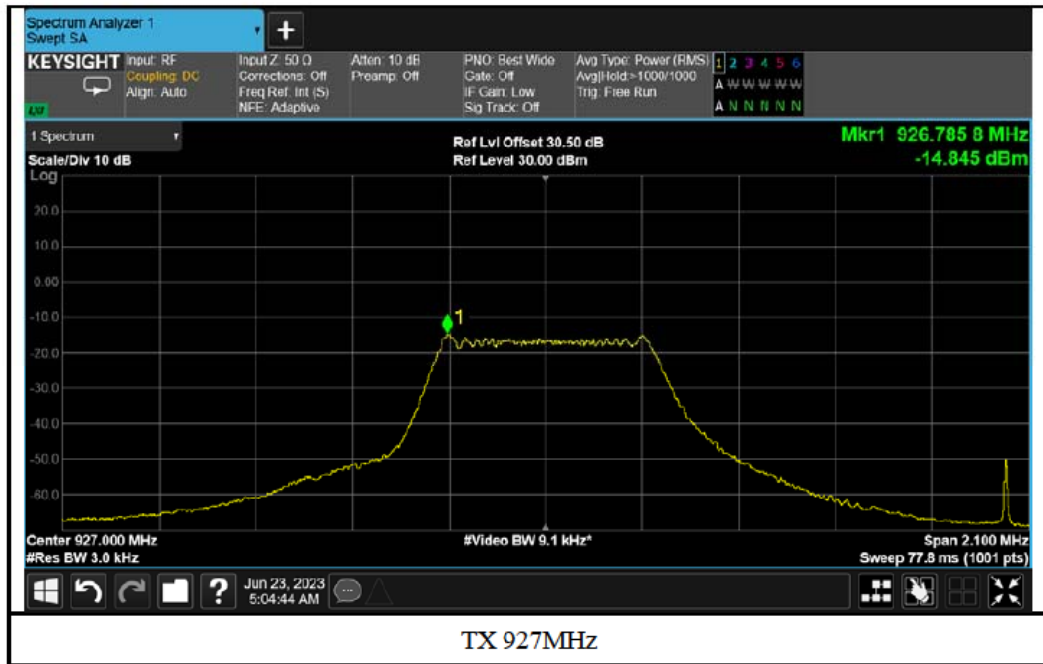 Spectrum Analyzer 1
Swept SA
+
KEYSIGHT
Input: RF
Coupling: DC
Align: Auto
Input Z: 50 Ω
Corrections: Off
Freq Ref: Int (S)
NFE: Adaptive
Atten: 10 dB
Preamp: Off
PNO: Best Wide
Gate: Off
IF Gain: Low
Sig Track: Off
Avg Type: Power (RMS)
Avg|Hold:>1000/1000
Trig: Free Run
1 2 3 4 5 6
A W W W W W
A N N N N N
LXI
1 Spectrum
Scale/Div 10 dB
Ref Lvl Offset 30.50 dB
Ref Level 30.00 dBm
Mkr1 926.785 8 MHz
-14.845 dBm
Log
20.0
10.0
0.00
-10.0
-20.0
-30.0
-40.0
-50.0
-60.0
1
Center 927.000 MHz
#Res BW 3.0 kHz
#Video BW 9.1 kHz*
Span 2.100 MHz
Sweep 77.8 ms (1001 pts)
?
Jun 23, 2023
5:04:44 AM
TX 927MHz